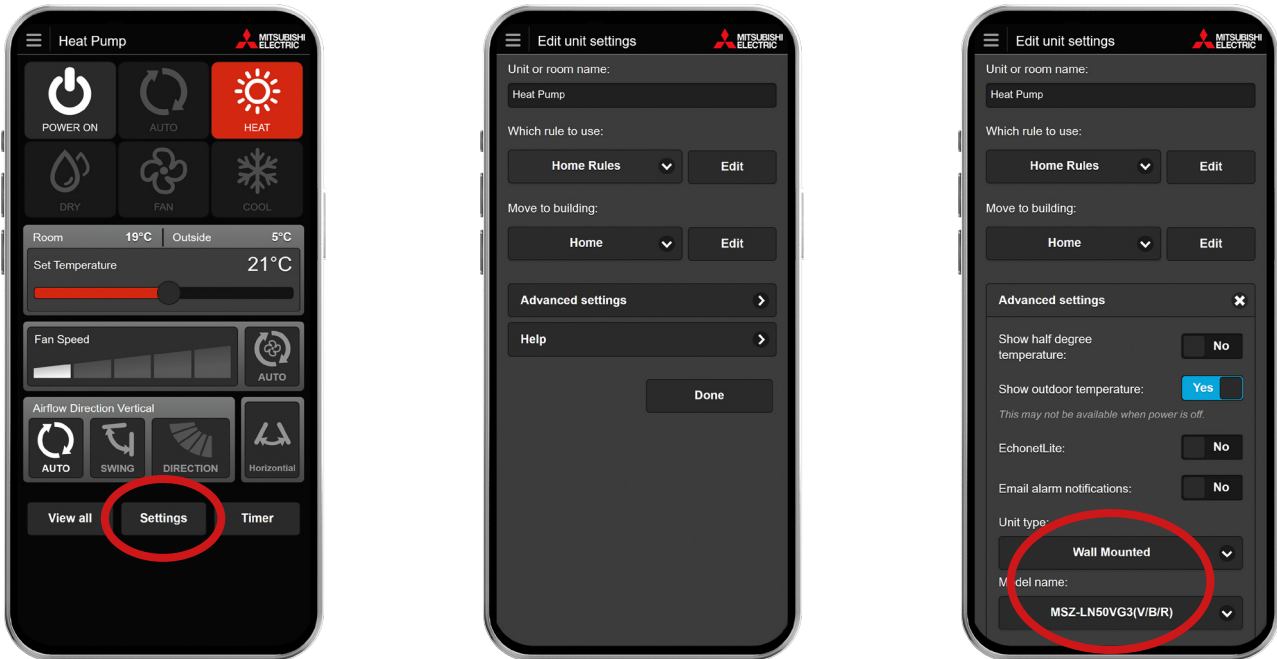 Heat Pump
MITSUBISHI
ELECTRIC
POWER ON
AUTO
HEAT
DRY
FAN
COOL
Room 19°C Outside 5°C
Set Temperature 21°C
Fan Speed
AUTO
Airflow Direction Vertical
AUTO
SWING
DIRECTION
Horizontial
View all
Settings
Timer
Edit unit settings
MITSUBISHI
ELECTRIC
Unit or room name:
Heat Pump
Which rule to use:
Home Rules
Edit
Move to building:
Home
Edit
Advanced settings
Help
Done
Edit unit settings
MITSUBISHI
ELECTRIC
Unit or room name:
Heat Pump
Which rule to use:
Home Rules
Edit
Move to building:
Home
Edit
Advanced settings
Show half degree
temperature:
No
Show outdoor temperature:
Yes
This may not be available when power is off.
EchonetLite:
No
Email alarm notifications:
No
Unit type:
Wall Mounted
Model name:
MSZ-LN50VG3(V/B/R)